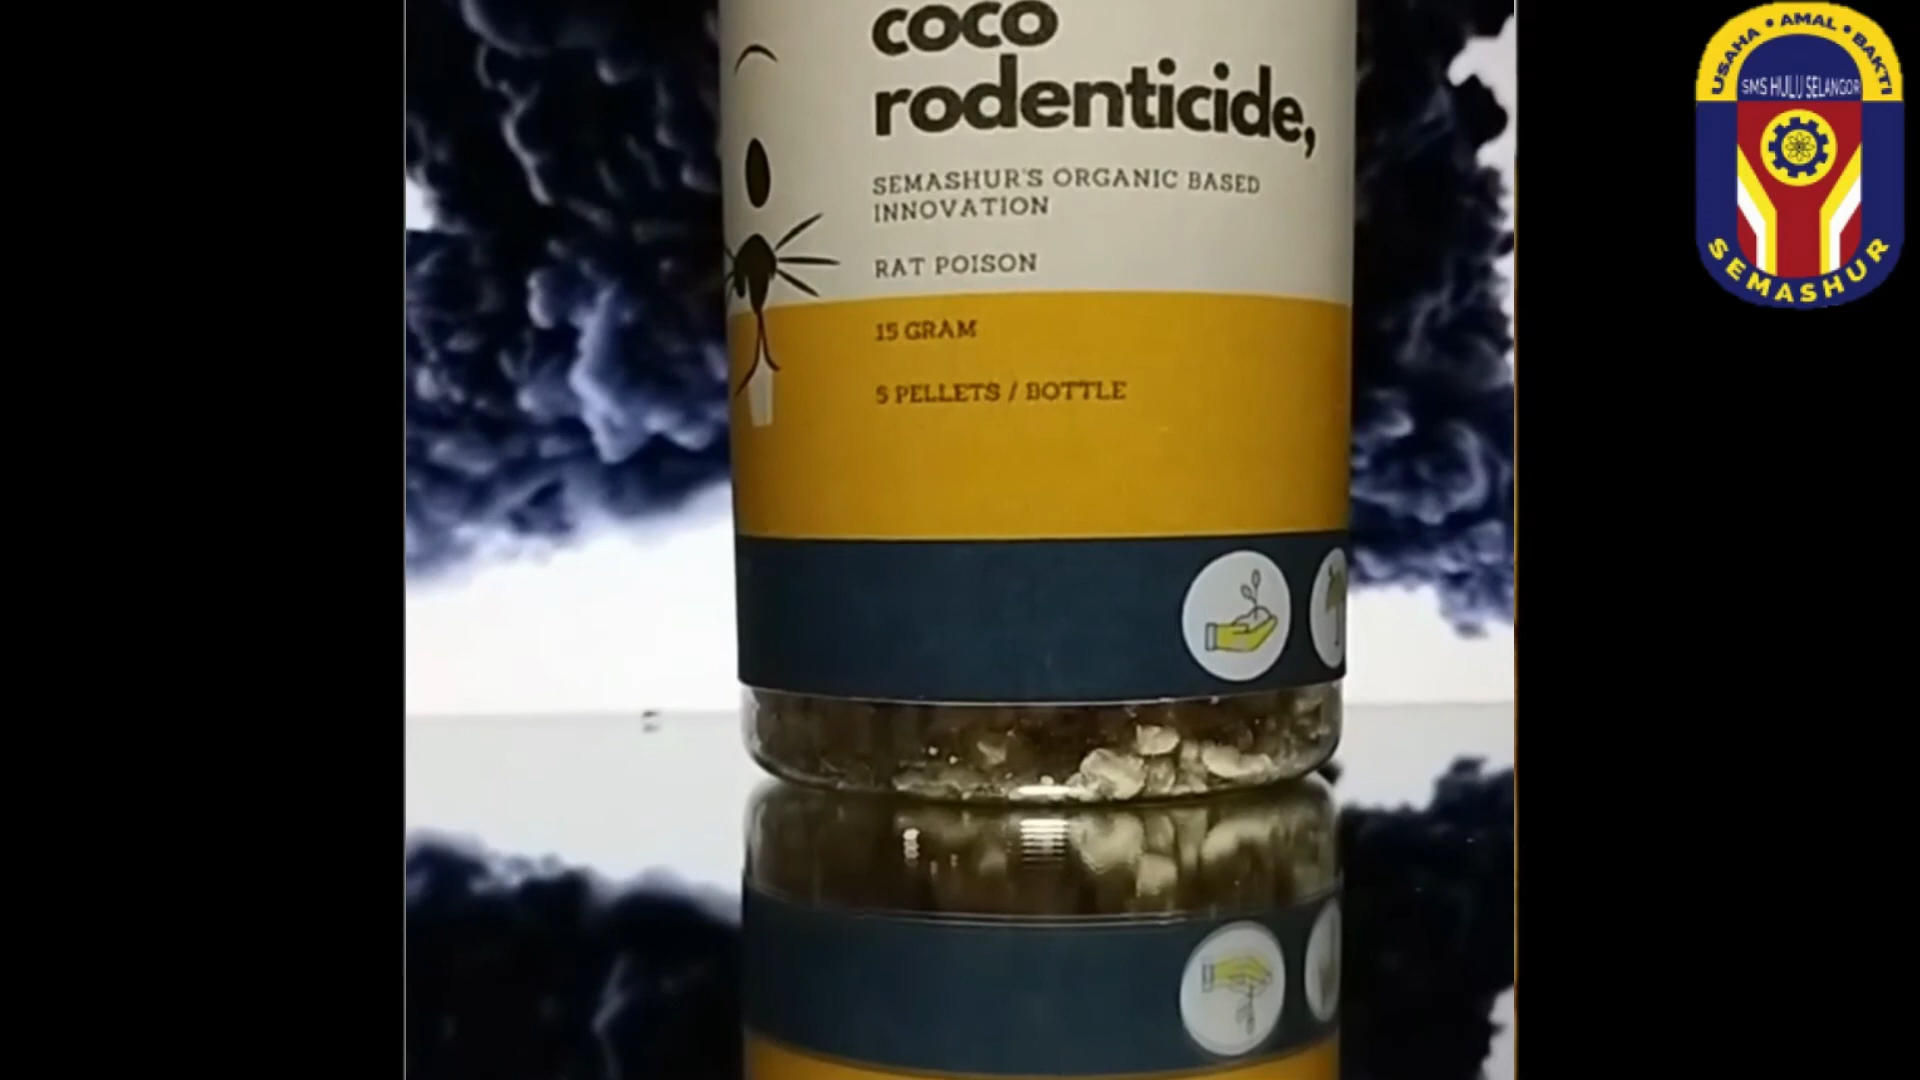 coco
rodenticide,
SEMASHUR'S ORGANIC BASED
INNOVATION
RAT POISON
15 GRAM
5 PELLETS / BOTTLE
USAHA • AMAL • BAKTI
SMS HULU SELANGOR
SEMASHUR